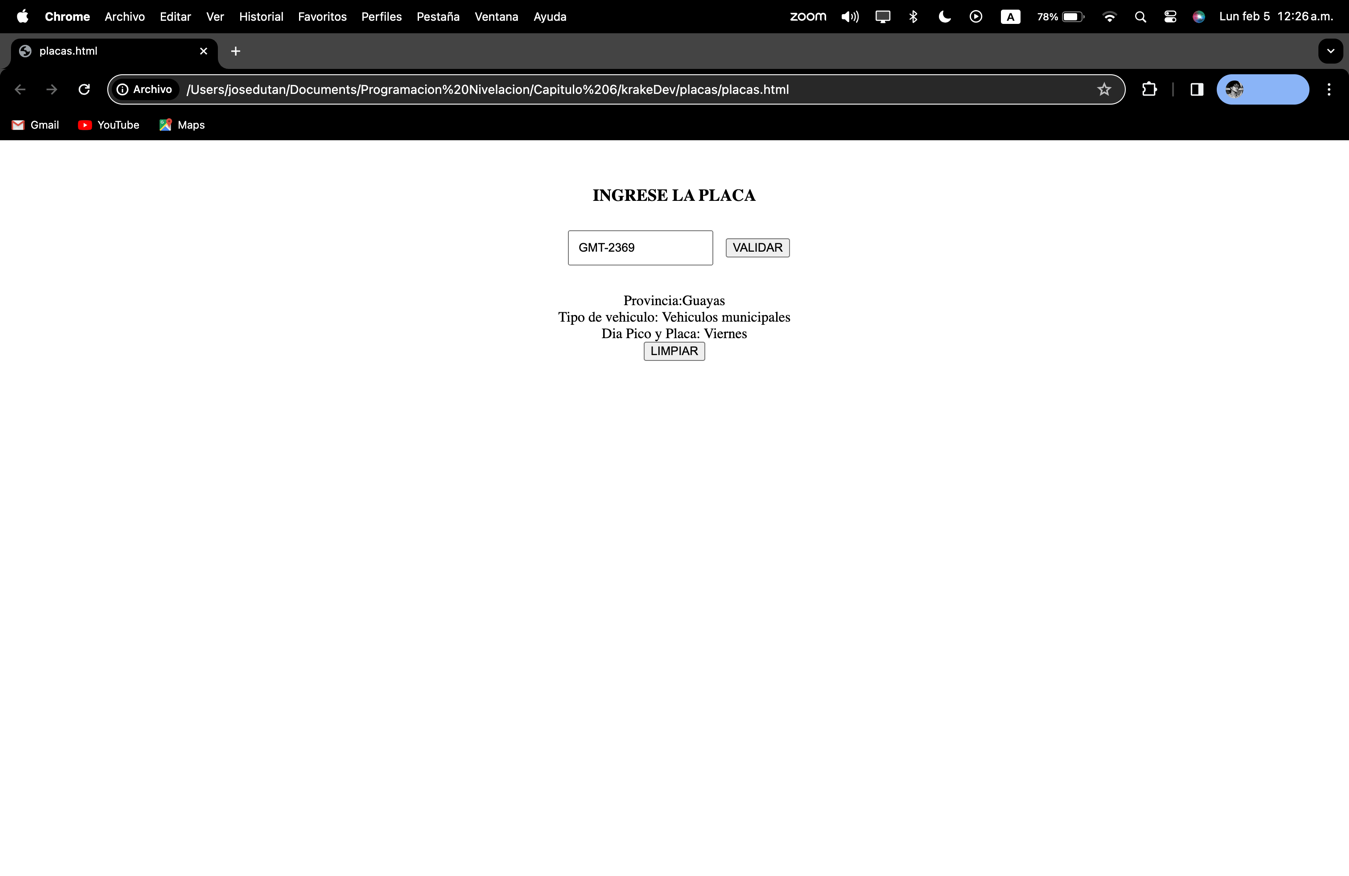 Chrome Archivo Editar Ver Historial Favoritos Perfiles Pestaña Ventana Ayuda zoom A 78% Lun feb 5 12:26 a.m.
placas.html
Archivo /Users/josedutan/Documents/Programacion%20Nivelacion/Capitulo%206/krakeDev/placas/placas.html
Gmail YouTube Maps
INGRESE LA PLACA
GMT-2369 VALIDAR
Provincia:Guayas
Tipo de vehiculo: Vehiculos municipales
Dia Pico y Placa: Viernes
LIMPIAR